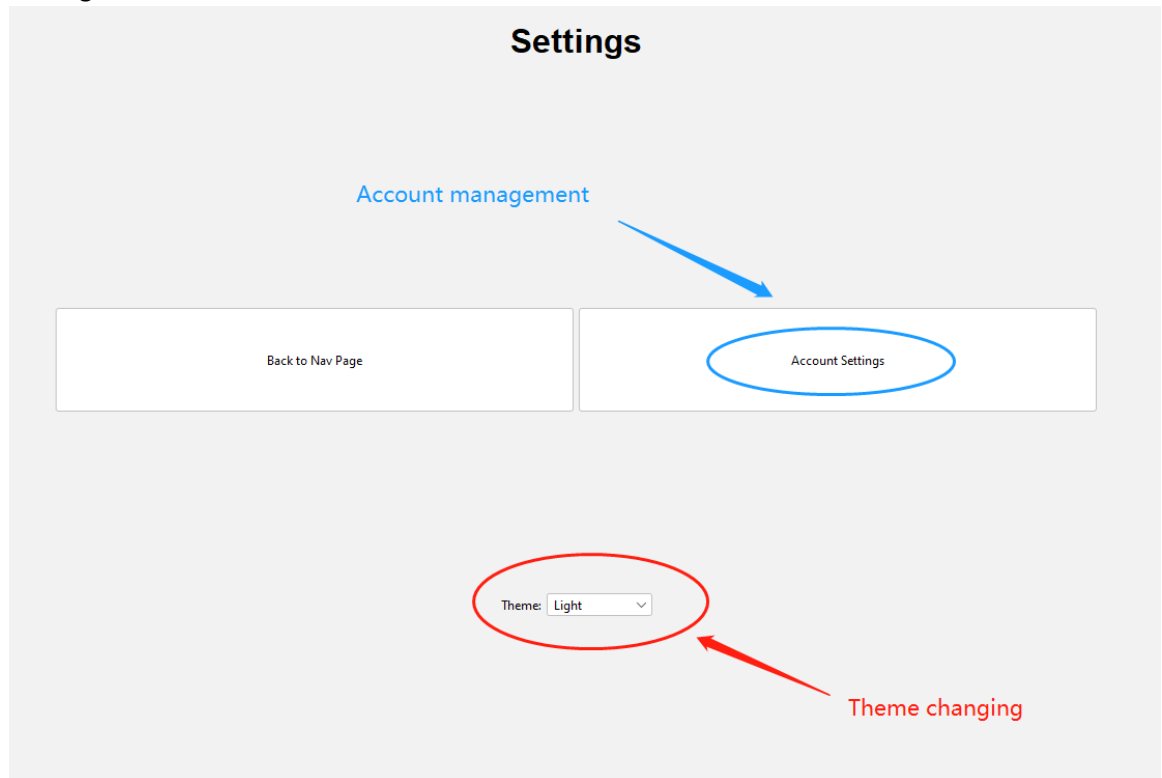 Settings
Account management
Back to Nav Page
Account Settings
Theme: Light
Theme changing